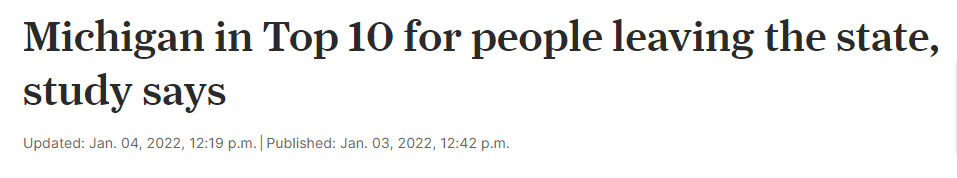 Michigan in Top 10 for people leaving the state,
study says
Updated: Jan. 04, 2022, 12:19 p.m. | Published: Jan. 03, 2022, 12:42 p.m.